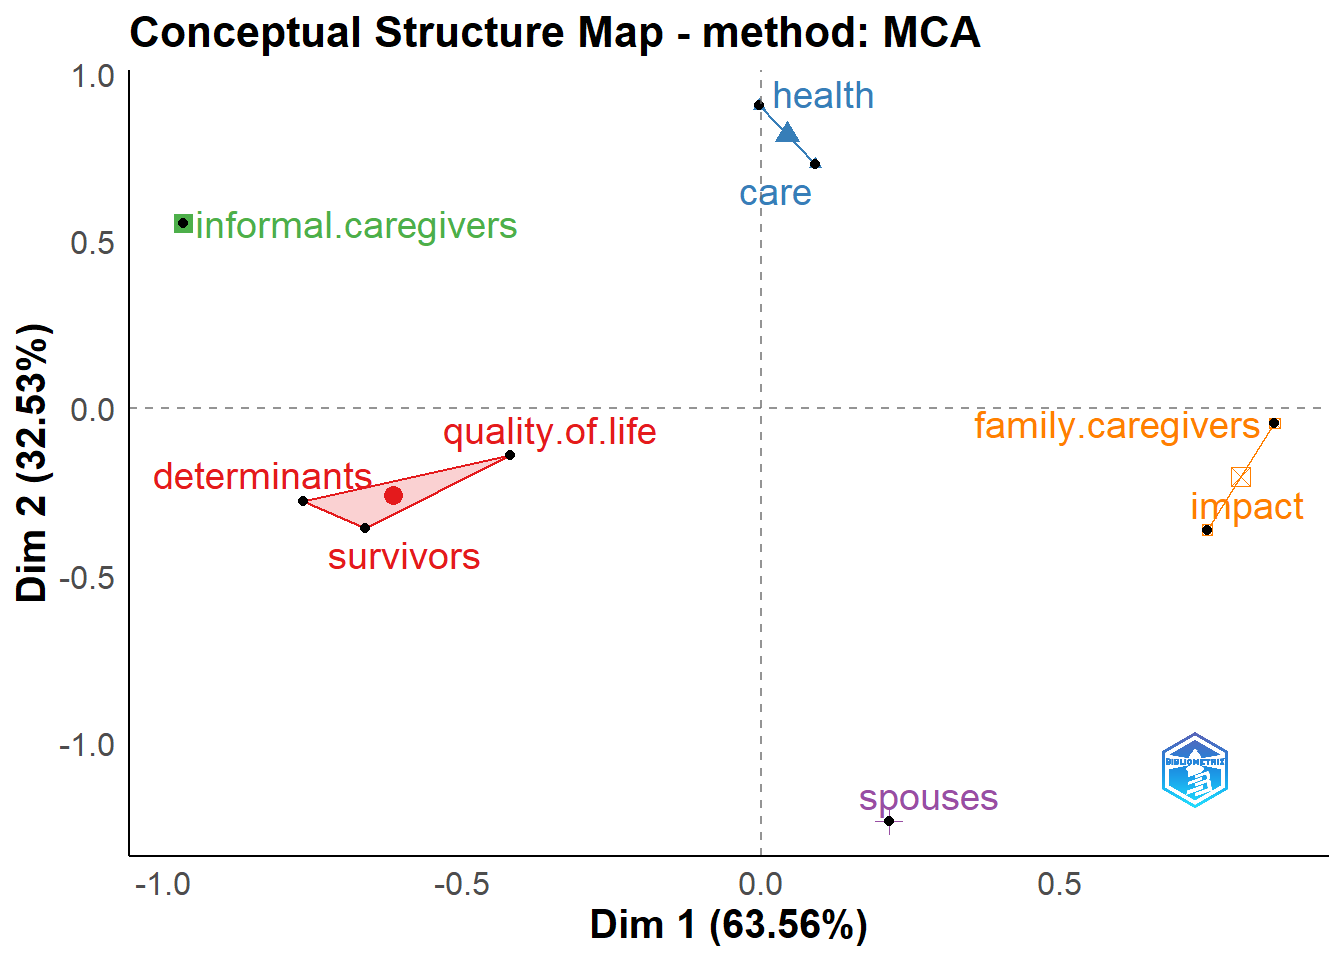 Conceptual Structure Map - method: MCA
1.0
health
care
informal.caregivers
0.5
Dim 2 (32.53%)
0.0
quality.of.life
family.caregivers
determinants
impact
survivors
-0.5
-1.0
BIBLIOMETRIX
spouses
-1.0
-0.5
0.0
0.5
Dim 1 (63.56%)